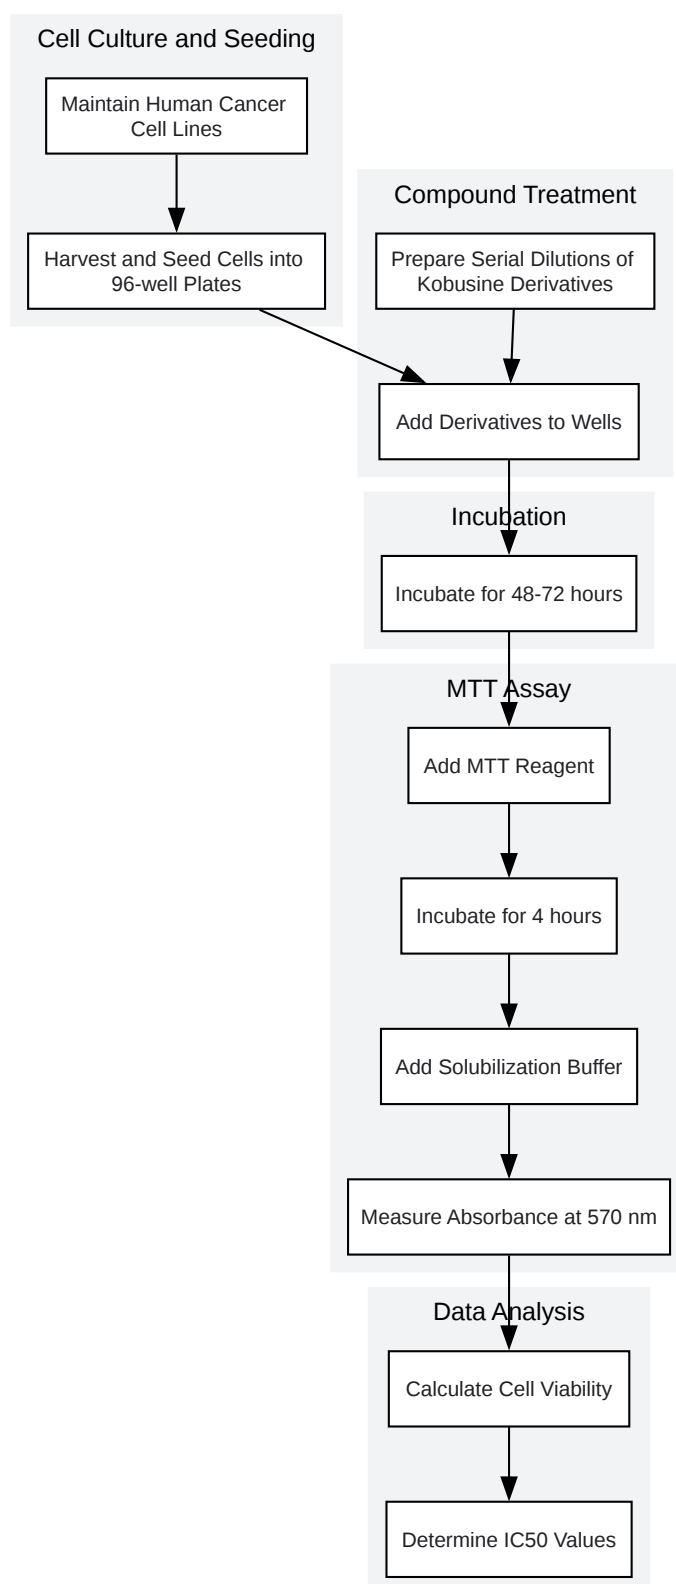 Cell Culture and Seeding
Maintain Human Cancer
Cell Lines
Harvest and Seed Cells into
96-well Plates
Compound Treatment
Prepare Serial Dilutions of
Kobusine Derivatives
Add Derivatives to Wells
Incubation
Incubate for 48-72 hours
MTT Assay
Add MTT Reagent
Incubate for 4 hours
Add Solubilization Buffer
Measure Absorbance at 570 nm
Data Analysis
Calculate Cell Viability
Determine IC50 Values